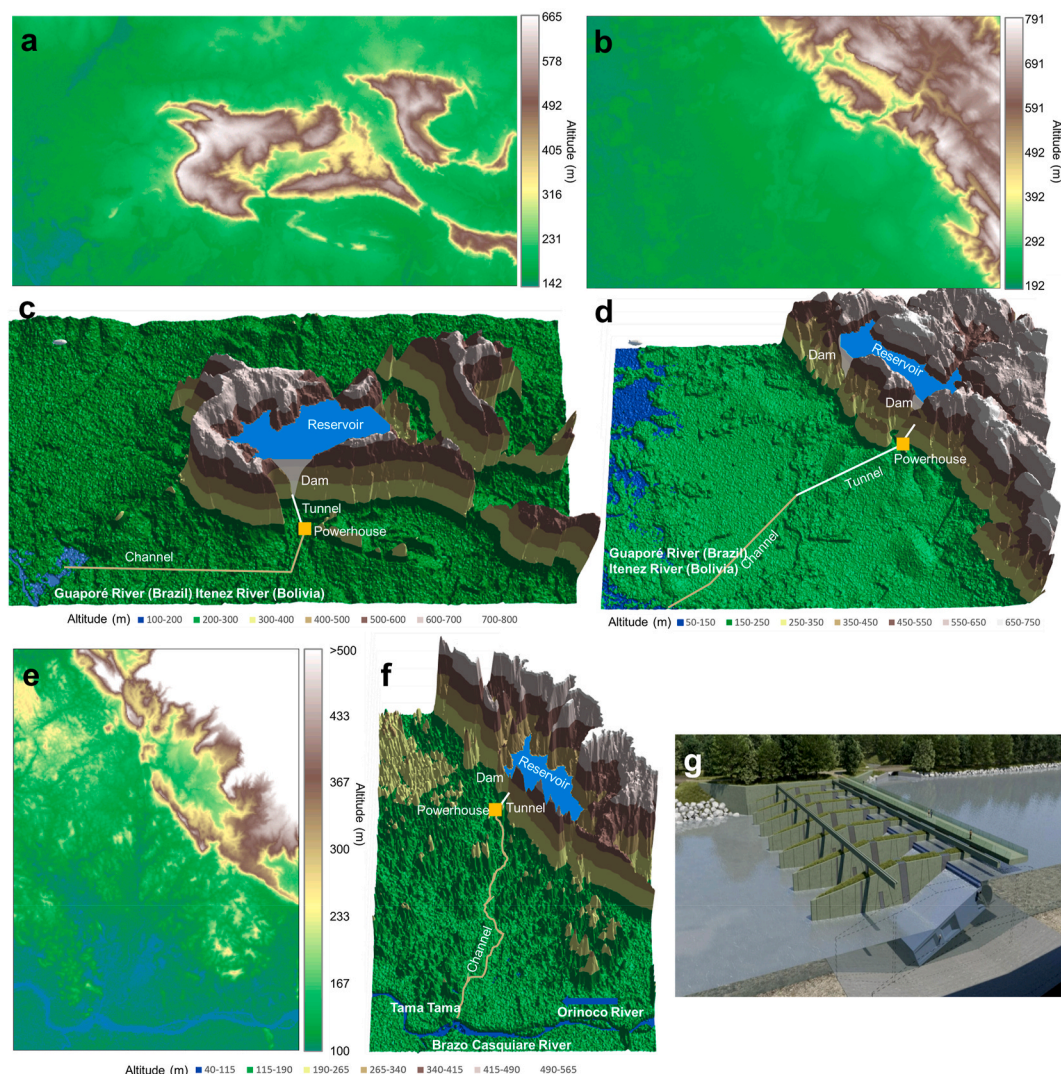 a
665
578
492
405
316
231
142
Altitude (m)
b
791
691
591
492
392
292
192
Altitude (m)
c
Reservoir
Dam
Tunnel
Powerhouse
Channel
Guaporé River (Brazil) Itenez River (Bolivia)
Altitude (m) 100-200 200-300 300-400 400-500 500-600 600-700 700-800
d
Dam
Reservoir
Dam
Powerhouse
Tunnel
Channel
Guaporé River (Brazil)
Itenez River (Bolivia)
Altitude (m) 50-150 150-250 250-350 350-450 450-550 550-650 650-750
e
>500
433
367
300
233
167
100
Altitude (m)
f
Reservoir
Dam
Powerhouse
Tunnel
Channel
Tama Tama
Orinoco River
Brazo Casquiare River
Altitude (m) 40-115 115-190 190-265 265-340 340-415 415-490 490-565
g